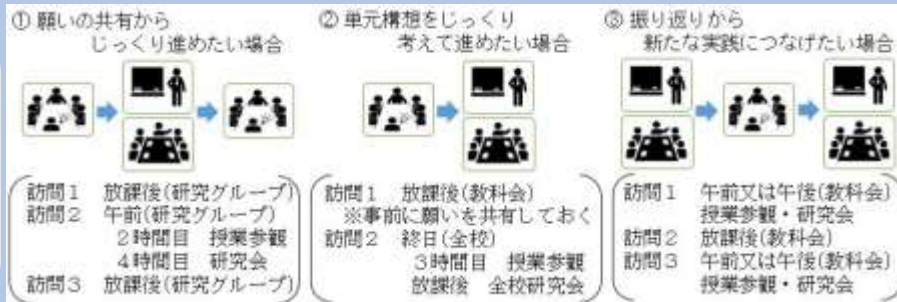 ① 願いの共有から
じっくり進めたい場合
訪問１　放課後(研究グループ)
訪問２　午前(研究グループ)
２時間目　授業参観
４時間目　研究会
訪問３　放課後(研究グループ)
② 単元構想をじっくり
考えて進めたい場合
訪問１　放課後(教科会)
※事前に願いを共有しておく
訪問２　終日(全校)
３時間目　授業参観
放課後　全校研究会
③ 振り返りから
新たな実践につなげたい場合
訪問１　午前又は午後(教科会)
授業参観・研究会
訪問２　放課後(教科会)
訪問３　午前又は午後(教科会)
授業参観・研究会